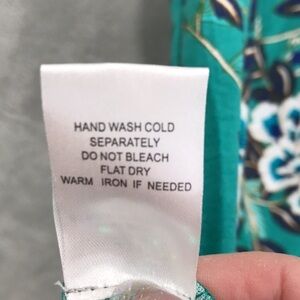 HAND WASH COLD
SEPARATELY
DO NOT BLEACH
FLAT DRY
WARM IRON IF NEEDED